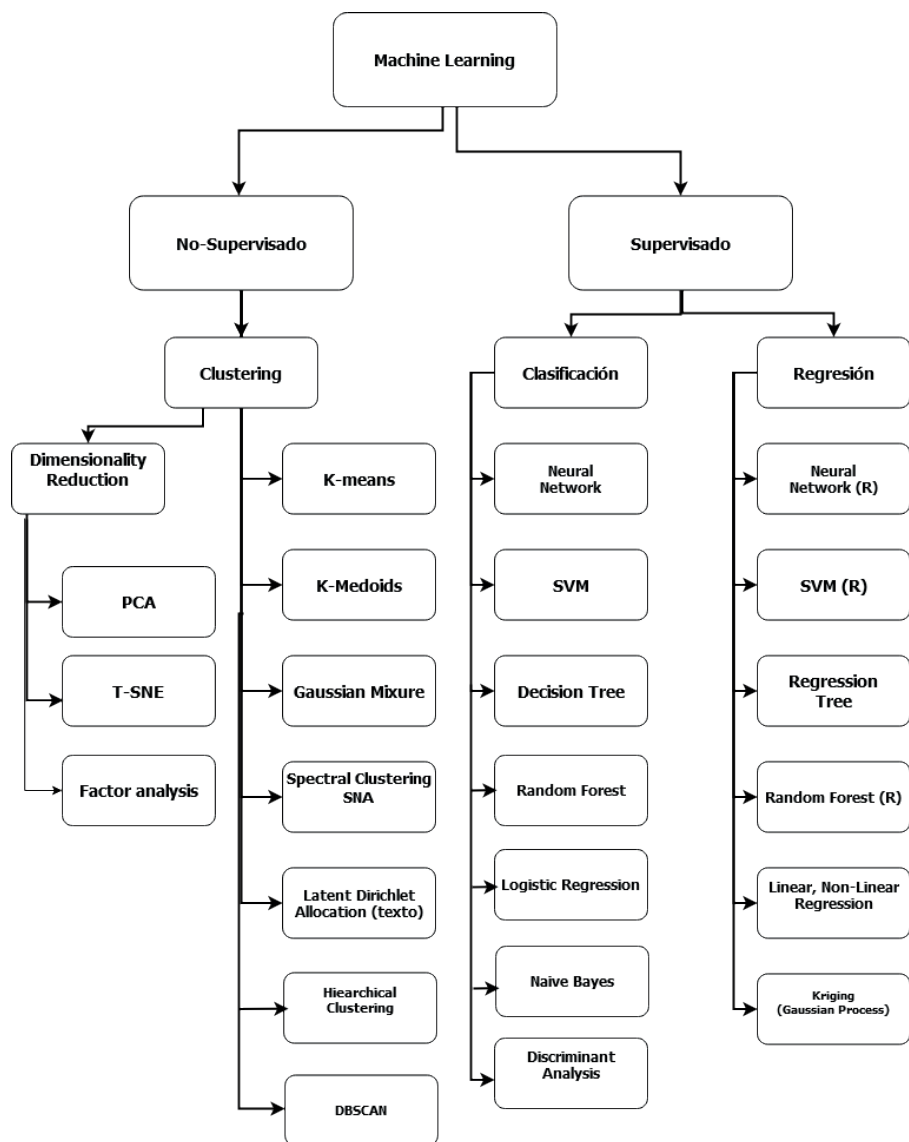 Machine Learning
No-Supervisado
Supervisado
Clustering
Clasificación
Regresión
Dimensionality
Reduction
K-means
Neural
Network
Neural
Network (R)
PCA
K-Medoids
SVM
SVM (R)
T-SNE
Gaussian Mixure
Decision Tree
Regression
Tree
Factor analysis
Spectral Clustering
SNA
Random Forest
Random Forest (R)
Latent Dirichlet
Allocation (texto)
Logistic Regression
Linear, Non-Linear
Regression
Hiearchical
Clustering
Naive Bayes
Kriging
(Gaussian Process)
DBSCAN
Discriminant
Analysis